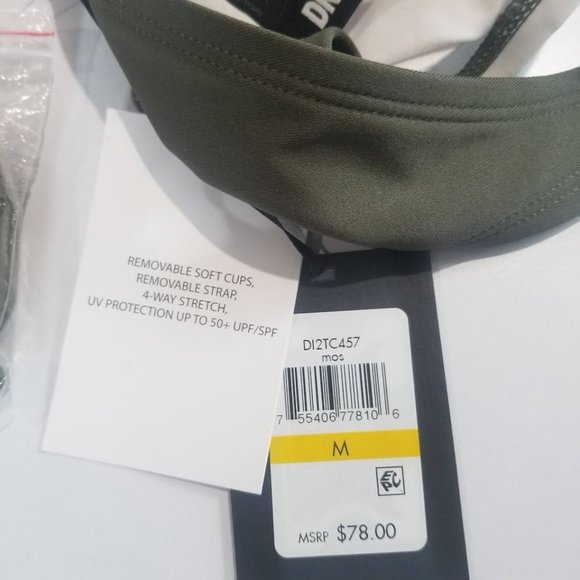 REMOVABLE SOFT CUPS,
REMOVABLE STRAP,
4-WAY STRETCH,
UV PROTECTION UP TO 50+ UPF/SPF
DI2TC457
mos
7 55406 77810 6
M
EPC
MSRP $78.00